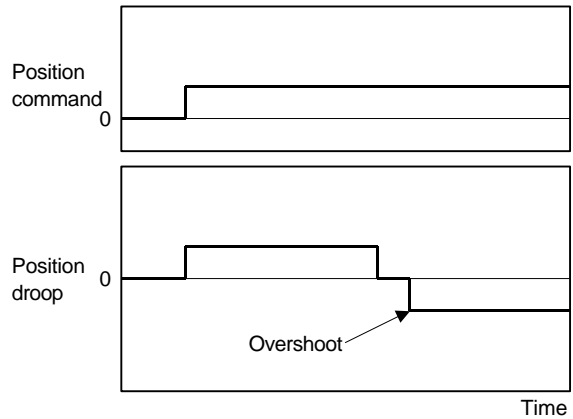 Position
command
0
Position
droop
0
Overshoot
Time